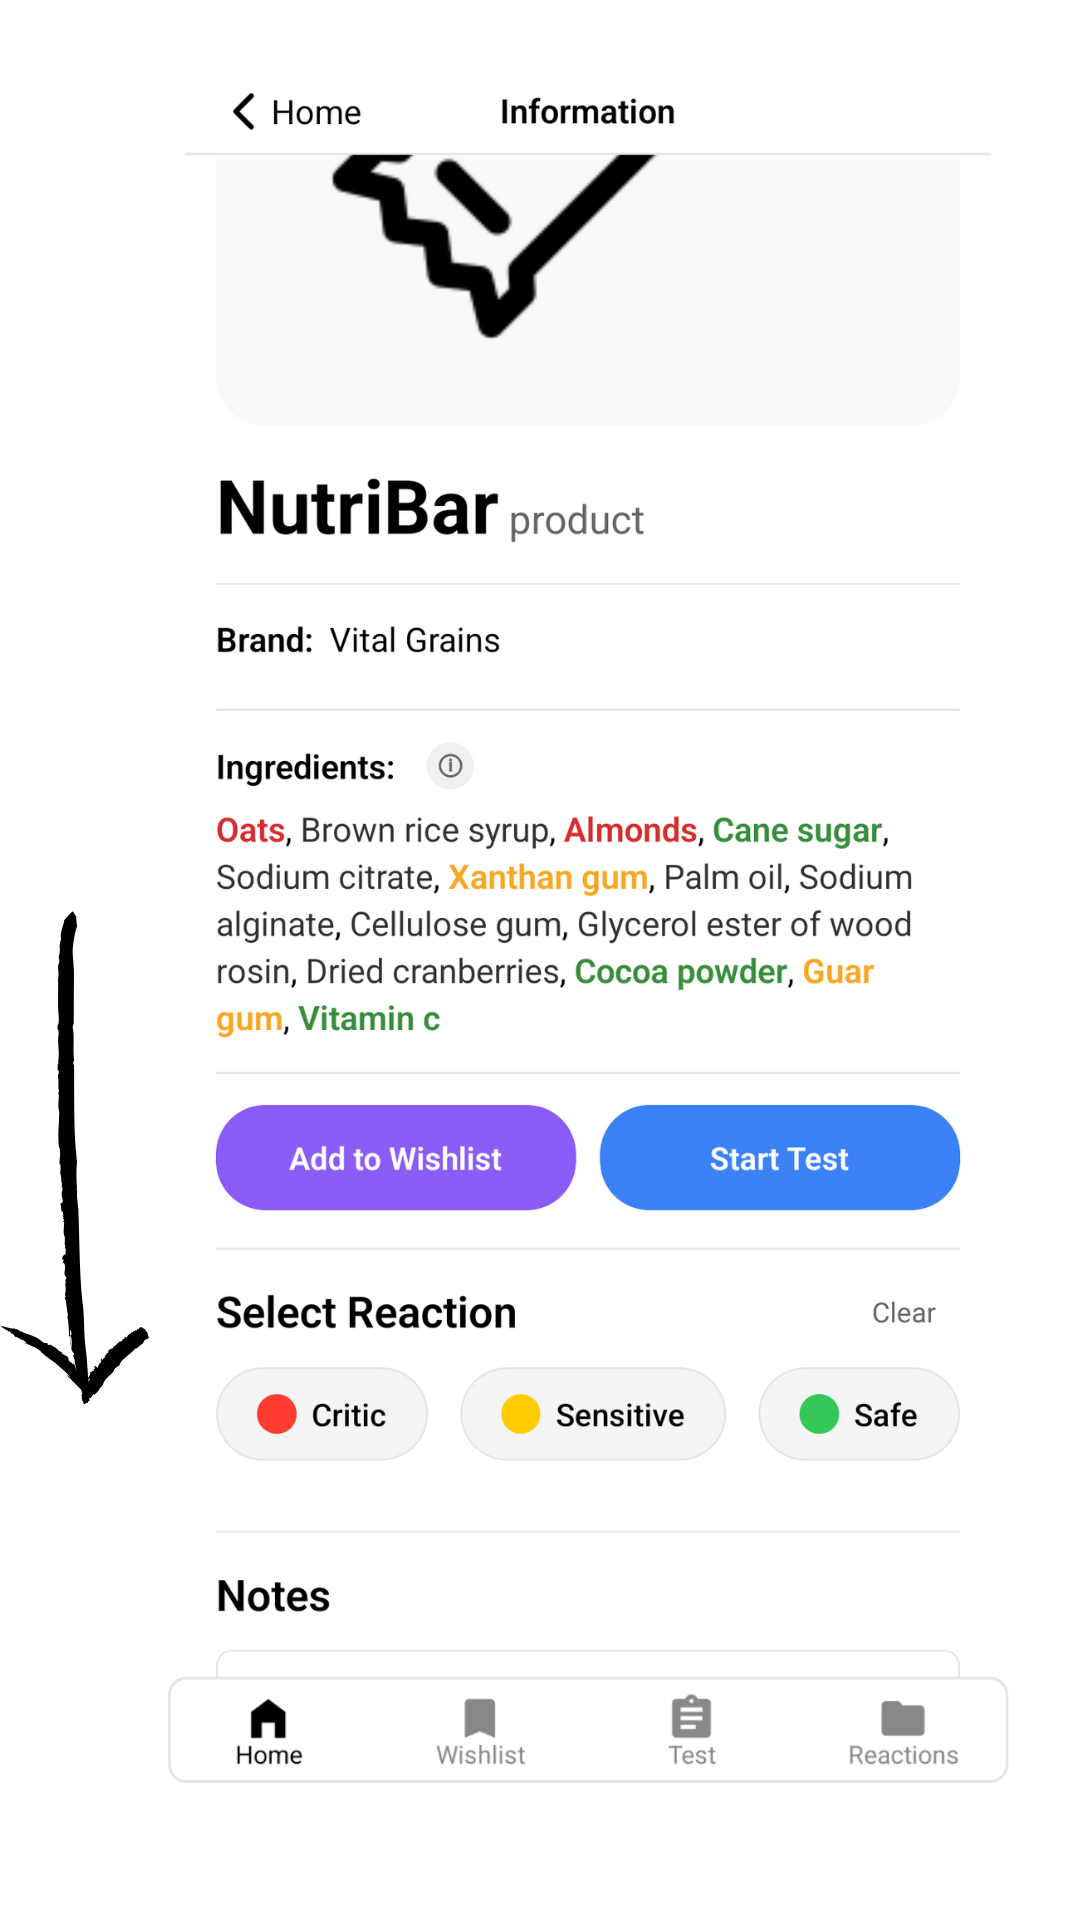 Home
Information
NutriBar product
Brand: Vital Grains
Ingredients:
Oats, Brown rice syrup, Almonds, Cane sugar,
Sodium citrate, Xanthan gum, Palm oil, Sodium
alginate, Cellulose gum, Glycerol ester of wood
rosin, Dried cranberries, Cocoa powder, Guar
gum, Vitamin c
Add to Wishlist
Start Test
Select Reaction
Clear
Critic
Sensitive
Safe
Notes
Home
Wishlist
Test
Reactions